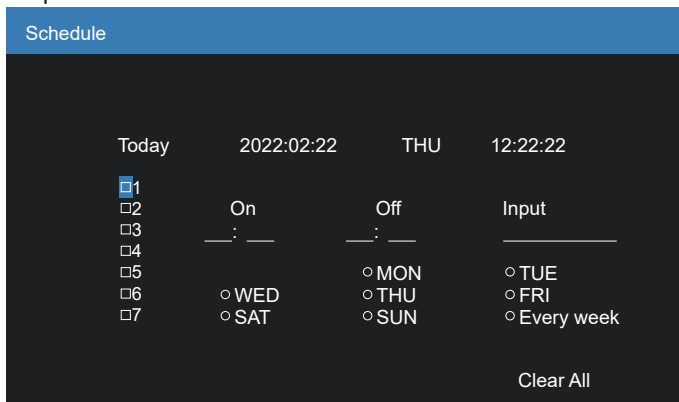 Schedule
Today 2022:02:22 THU 12:22:22
□1
□2 On Off Input
□3 __: __ __: __ __________
□4
□5 ○ MON ○ TUE
□6 ○ WED ○ THU ○ FRI
□7 ○ SAT ○ SUN ○ Every week
Clear All